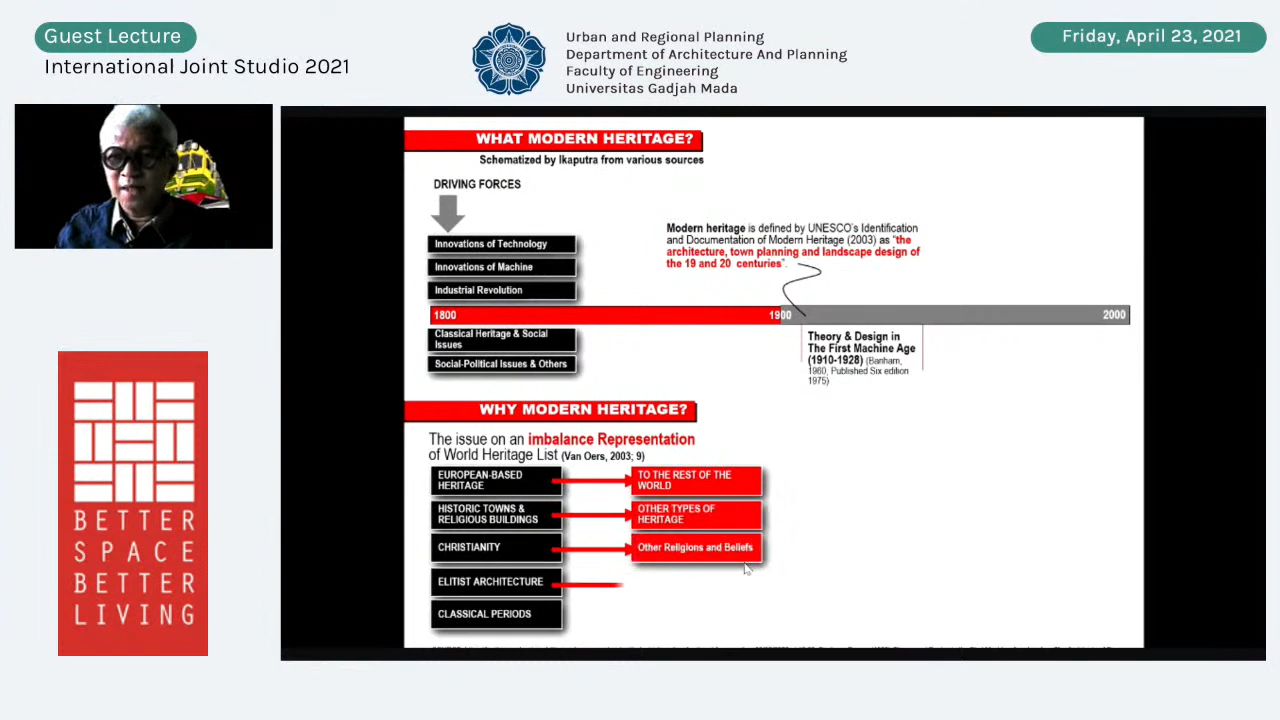 Guest Lecture
International Joint Studio 2021
Urban and Regional Planning
Department of Architecture And Planning
Faculty of Engineering
Universitas Gadjah Mada
Friday, April 23, 2021
WHAT MODERN HERITAGE?
Schematized by Ikaputra from various sources
DRIVING FORCES
Innovations of Technology
Innovations of Machine
Industrial Revolution
Modern heritage is defined by UNESCO's Identification
and Documentation of Modern Heritage (2003) as "the
architecture, town planning and landscape design of
the 19 and 20 centuries".
1800
1900
2000
Classical Heritage & Social
Issues
Social-Political Issues & Others
Theory & Design in
The First Machine Age
(1910-1928) (Banham,
1960, Published Six edition
1975)
WHY MODERN HERITAGE?
The issue on an imbalance Representation
of World Heritage List (Van Oers, 2003; 9)
EUROPEAN-BASED
HERITAGE
TO THE REST OF THE
WORLD
HISTORIC TOWNS &
RELIGIOUS BUILDINGS
OTHER TYPES OF
HERITAGE
CHRISTIANITY
Other Religions and Beliefs
ELITIST ARCHITECTURE
CLASSICAL PERIODS
BETTER
SPACE
BETTER
LIVING